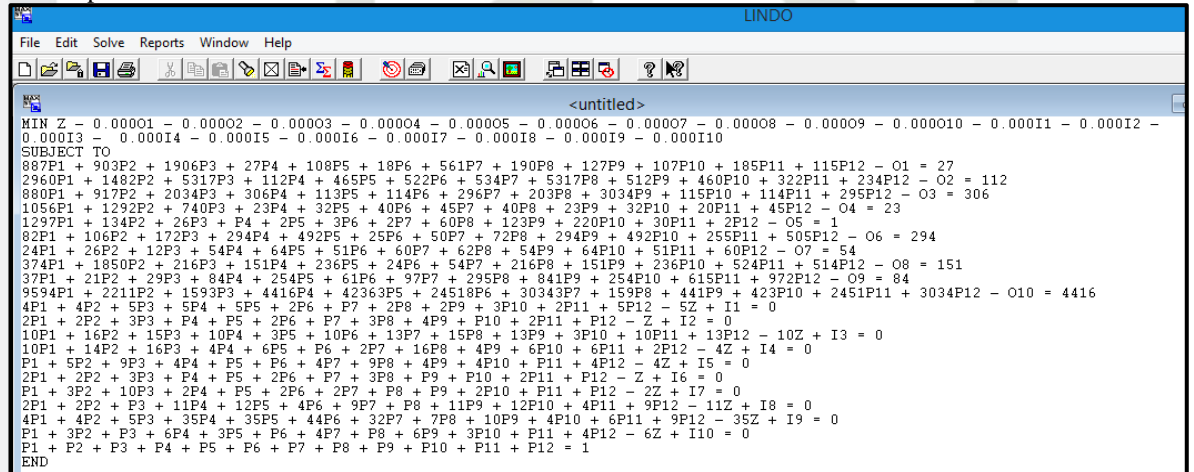 LINDO
File Edit Solve Reports Window Help
<untitled>
MIN Z - 0.000O1 - 0.000O2 - 0.000O3 - 0.000O4 - 0.000O5 - 0.000O6 - 0.000O7 - 0.000O8 - 0.000O9 - 0.000O10 - 0.000I1 - 0.000I2 -
0.000I3 - 0.000I4 - 0.000I5 - 0.000I6 - 0.000I7 - 0.000I8 - 0.000I9 - 0.000I10
SUBJECT TO
887P1 + 903P2 + 1906P3 + 27P4 + 108P5 + 18P6 + 561P7 + 190P8 + 127P9 + 107P10 + 185P11 + 115P12 - O1 = 27
2960P1 + 1482P2 + 5317P3 + 112P4 + 465P5 + 522P6 + 534P7 + 5317P8 + 512P9 + 460P10 + 322P11 + 234P12 - O2 = 112
880P1 + 917P2 + 2034P3 + 306P4 + 113P5 + 114P6 + 296P7 + 203P8 + 3034P9 + 115P10 + 114P11 + 295P12 - O3 = 306
1056P1 + 1292P2 + 740P3 + 23P4 + 32P5 + 40P6 + 45P7 + 40P8 + 23P9 + 32P10 + 20P11 + 45P12 - O4 = 23
1297P1 + 134P2 + 26P3 + P4 + 2P5 + 3P6 + 2P7 + 60P8 + 123P9 + 220P10 + 30P11 + 2P12 - O5 = 1
82P1 + 106P2 + 172P3 + 294P4 + 492P5 + 25P6 + 50P7 + 72P8 + 294P9 + 492P10 + 255P11 + 505P12 - O6 = 294
24P1 + 26P2 + 12P3 + 54P4 + 64P5 + 51P6 + 60P7 + 62P8 + 54P9 + 64P10 + 51P11 + 60P12 - O7 = 54
374P1 + 1850P2 + 216P3 + 151P4 + 236P5 + 24P6 + 54P7 + 216P8 + 151P9 + 236P10 + 524P11 + 514P12 - O8 = 151
37P1 + 21P2 + 29P3 + 84P4 + 254P5 + 61P6 + 97P7 + 295P8 + 841P9 + 254P10 + 615P11 + 972P12 - O9 = 84
9594P1 + 2211P2 + 1593P3 + 4416P4 + 42363P5 + 24518P6 + 30343P7 + 159P8 + 441P9 + 423P10 + 2451P11 + 3034P12 - O10 = 4416
4P1 + 4P2 + 5P3 + 5P4 + 5P5 + 2P6 + P7 + 2P8 + 2P9 + 3P10 + 2P11 + 5P12 - 5Z + I1 = 0
2P1 + 2P2 + 3P3 + P4 + P5 + 2P6 + P7 + 3P8 + 4P9 + P10 + 2P11 + P12 - Z + I2 = 0
10P1 + 16P2 + 15P3 + 10P4 + 3P5 + 10P6 + 13P7 + 15P8 + 13P9 + 3P10 + 10P11 + 13P12 - 10Z + I3 = 0
10P1 + 14P2 + 16P3 + 4P4 + 6P5 + P6 + 2P7 + 16P8 + 4P9 + 6P10 + 6P11 + 2P12 - 4Z + I4 = 0
P1 + 5P2 + 9P3 + 4P4 + P5 + P6 + 4P7 + 9P8 + 4P9 + 4P10 + P11 + 4P12 - 4Z + I5 = 0
2P1 + 2P2 + 3P3 + P4 + P5 + 2P6 + P7 + 3P8 + P9 + P10 + 2P11 + P12 - Z + I6 = 0
P1 + 3P2 + 10P3 + 2P4 + P5 + 2P6 + 2P7 + P8 + P9 + 2P10 + P11 + P12 - 2Z + I7 = 0
2P1 + 2P2 + P3 + 11P4 + 12P5 + 4P6 + 9P7 + P8 + 11P9 + 12P10 + 4P11 + 9P12 - 11Z + I8 = 0
4P1 + 4P2 + 5P3 + 35P4 + 35P5 + 44P6 + 32P7 + 7P8 + 10P9 + 4P10 + 6P11 + 9P12 - 35Z + I9 = 0
P1 + 3P2 + P3 + 6P4 + 3P5 + P6 + 4P7 + P8 + 6P9 + 3P10 + P11 + 4P12 - 6Z + I10 = 0
P1 + P2 + P3 + P4 + P5 + P6 + P7 + P8 + P9 + P10 + P11 + P12 = 1
END